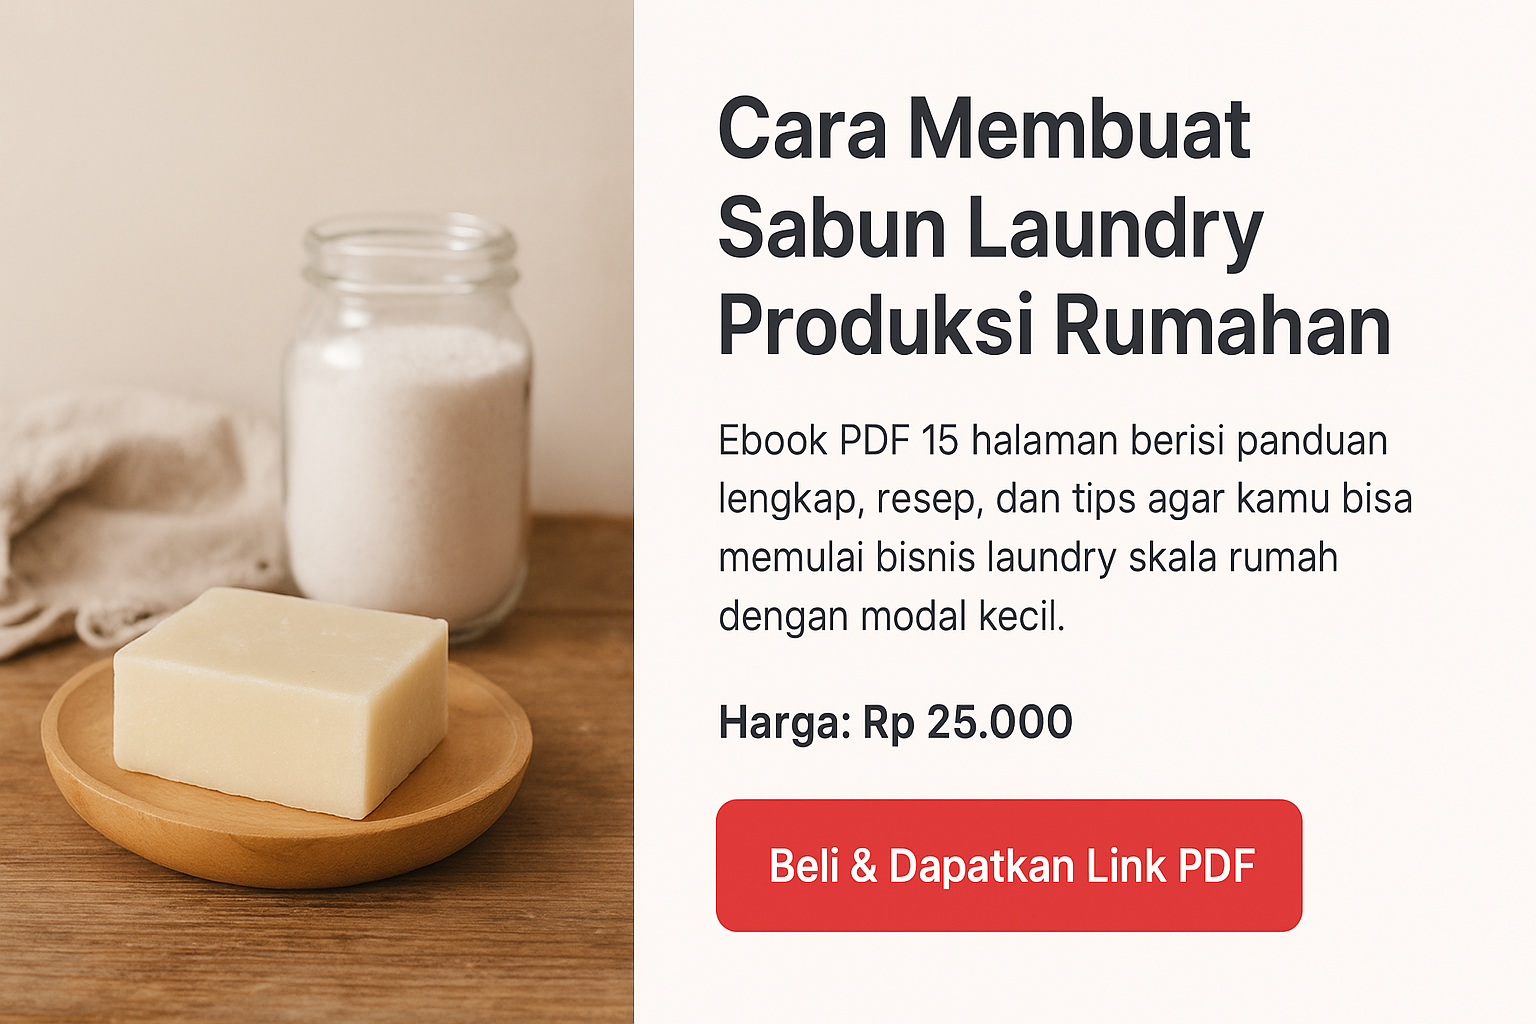 Cara Membuat
Sabun Laundry
Produksi Rumahan
Ebook PDF 15 halaman berisi panduan
lengkap, resep, dan tips agar kamu bisa
memulai bisnis laundry skala rumah
dengan modal kecil.
Harga: Rp 25.000
Beli & Dapatkan Link PDF